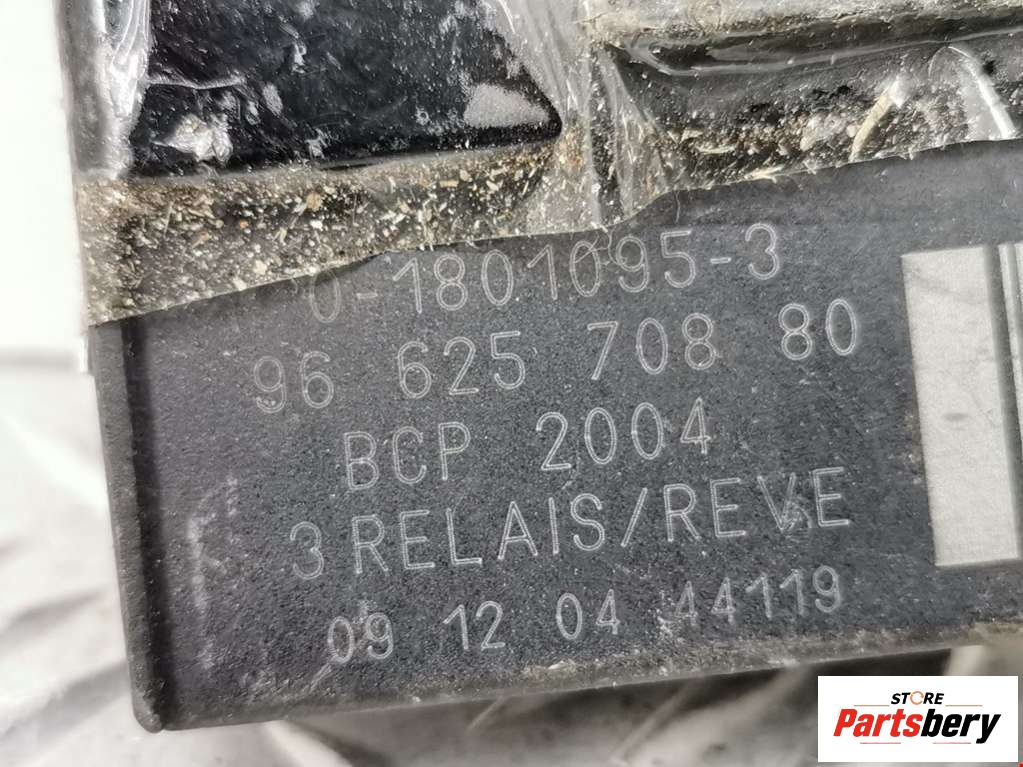 0-1801095-3
96 625 708 80
BCP 2004
3 RELAIS/REVE
09 12 04 44119
STORE
Partsbery